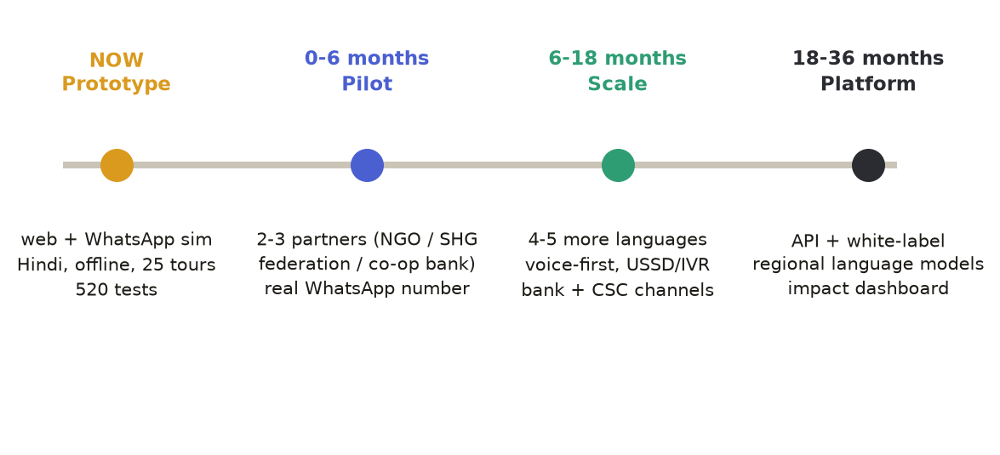 NOW
Prototype
0-6 months
Pilot
6-18 months
Scale
18-36 months
Platform
web + WhatsApp sim
Hindi, offline, 25 tours
520 tests
2-3 partners (NGO / SHG
federation / co-op bank)
real WhatsApp number
4-5 more languages
voice-first, USSD/IVR
bank + CSC channels
API + white-label
regional language models
impact dashboard